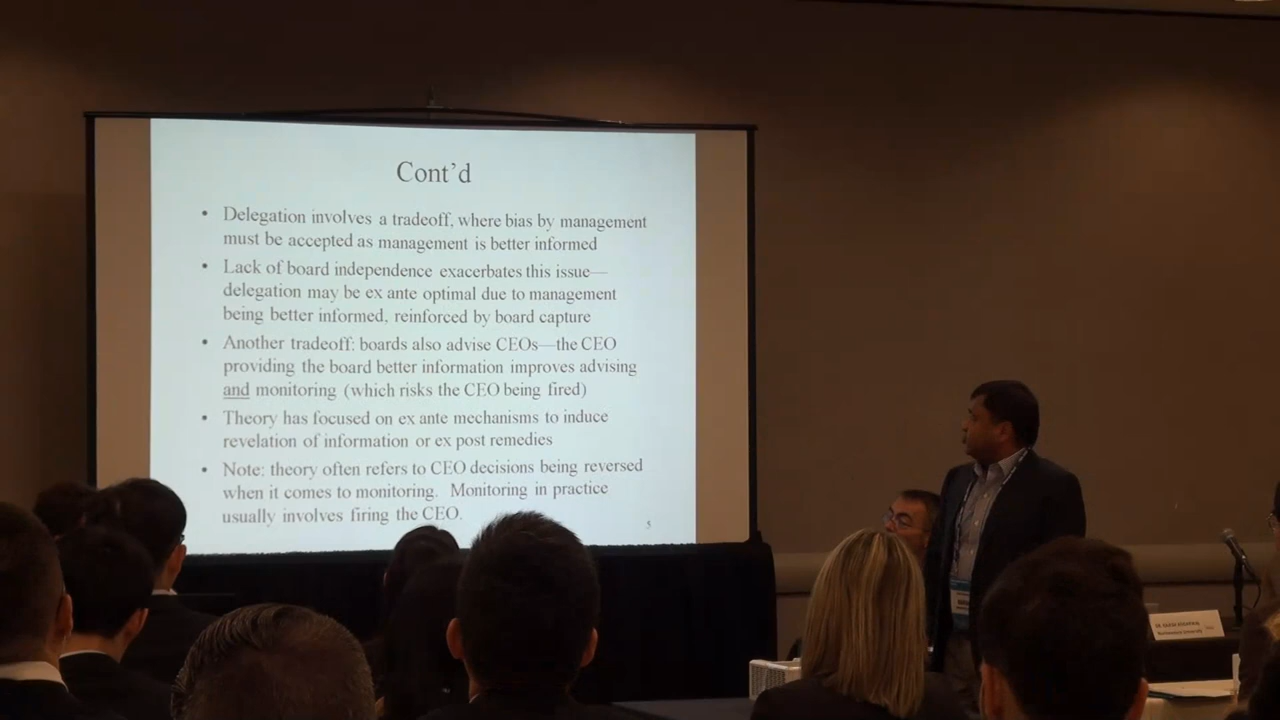 Cont'd
• Delegation involves a tradeoff, where bias by management
must be accepted as management is better informed
• Lack of board independence exacerbates this issue—
delegation may be ex ante optimal due to management
being better informed, reinforced by board capture
• Another tradeoff: boards also advise CEOs—the CEO
providing the board better information improves advising
and monitoring (which risks the CEO being fired)
• Theory has focused on ex ante mechanisms to induce
revelation of information or ex post remedies
• Note: theory often refers to CEO decisions being reversed
when it comes to monitoring. Monitoring in practice
usually involves firing the CEO.
5